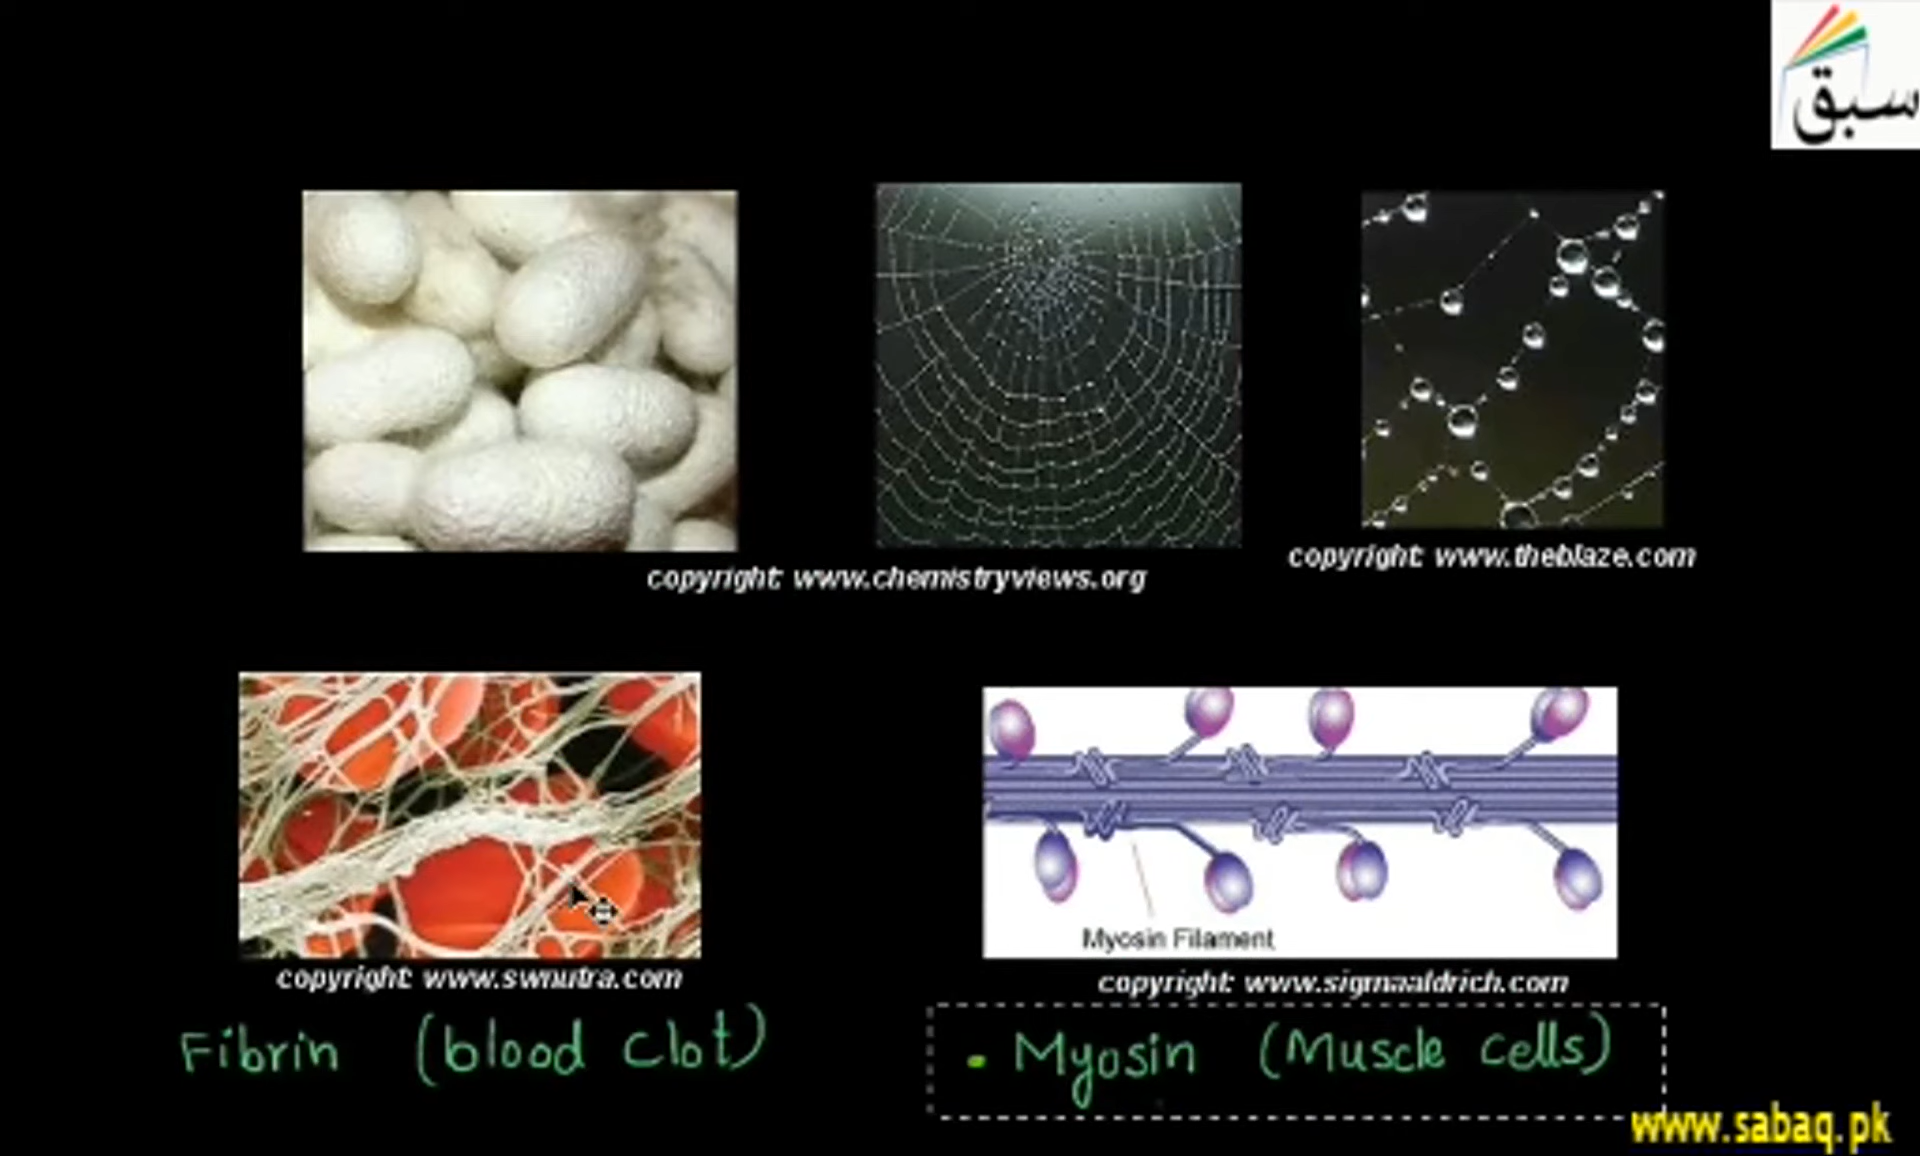 سبق
copyright: www.chemistryviews.org
copyright: www.theblaze.com
Myosin Filament
copyright: www.swnutra.com
copyright: www.sigmaaldrich.com
Fibrin (blood clot)
• Myosin (Muscle cells)
www.sabaq.pk